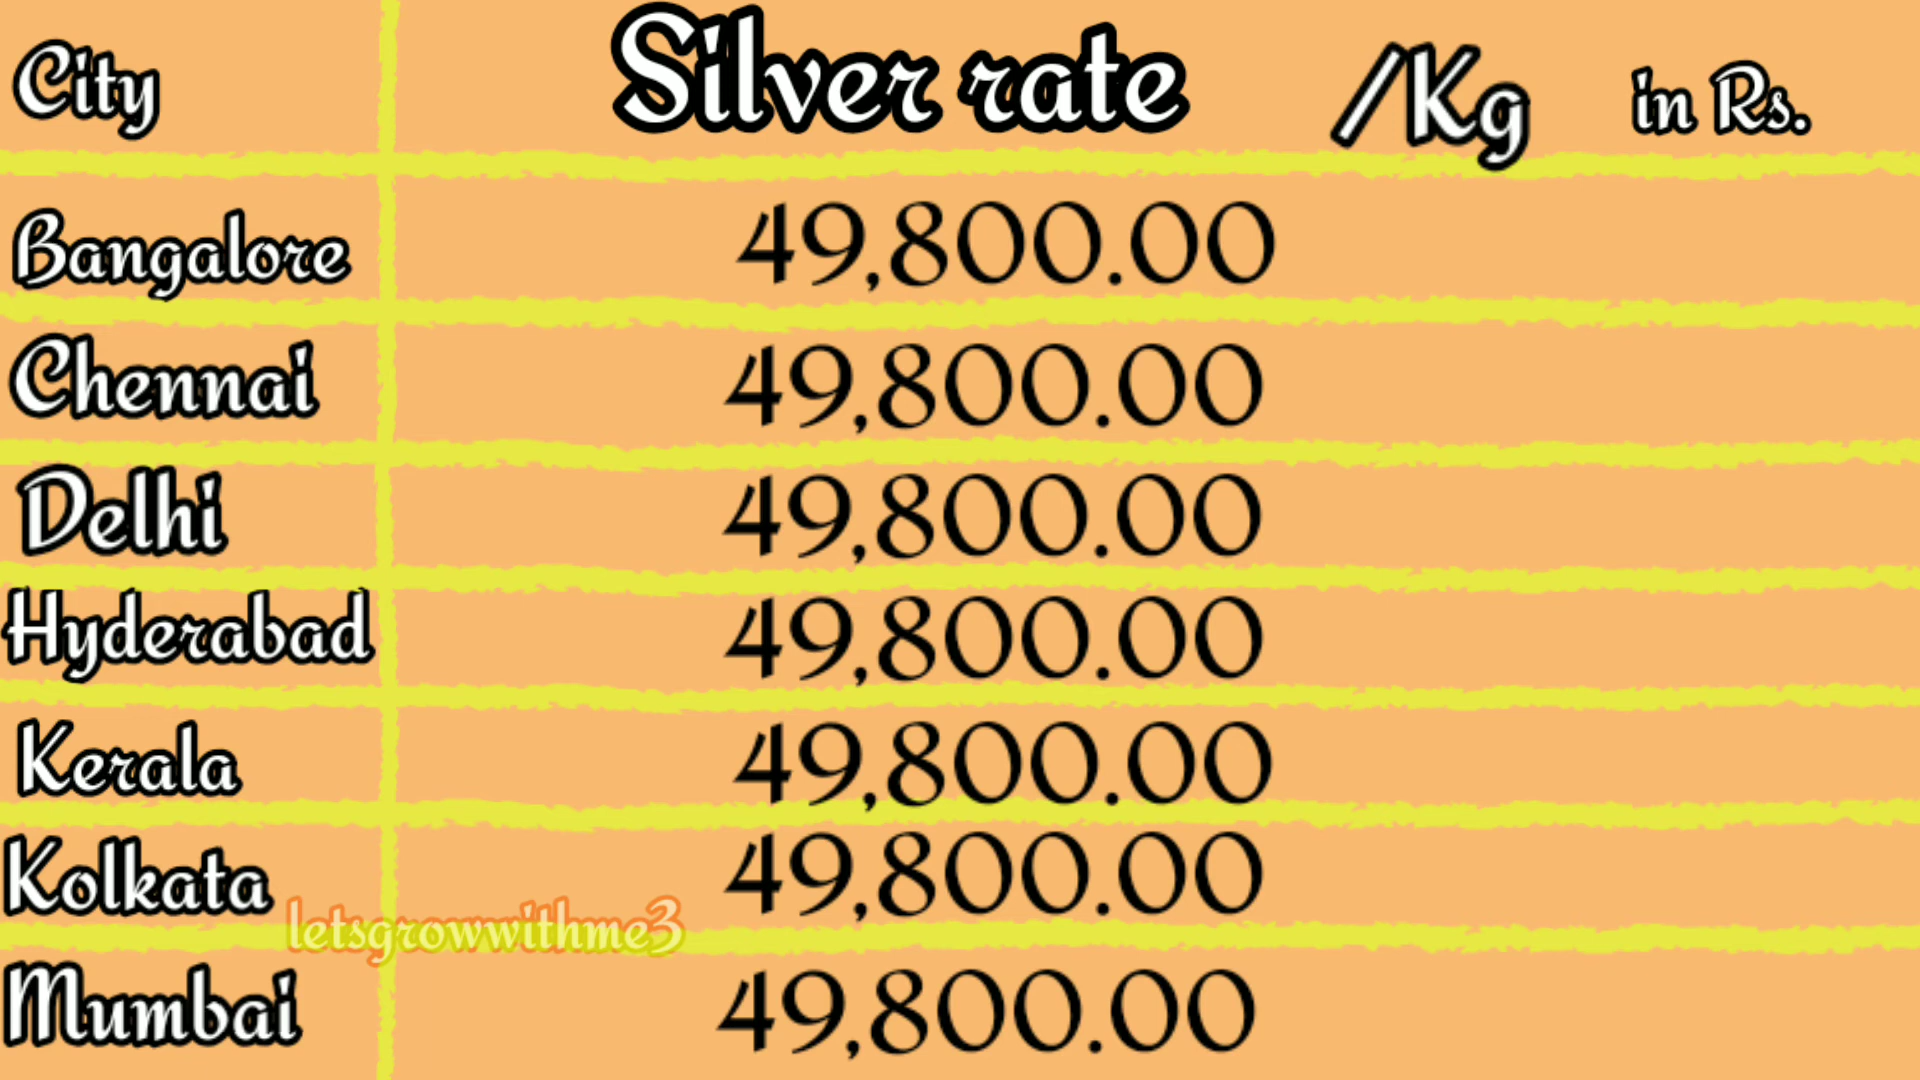 City Silver rate /Kg in Rs.
Bangalore 49,800.00
Chennai 49,800.00
Delhi 49,800.00
Hyderabad 49,800.00
Kerala 49,800.00
Kolkata 49,800.00
letsgrowwithme3
Mumbai 49,800.00